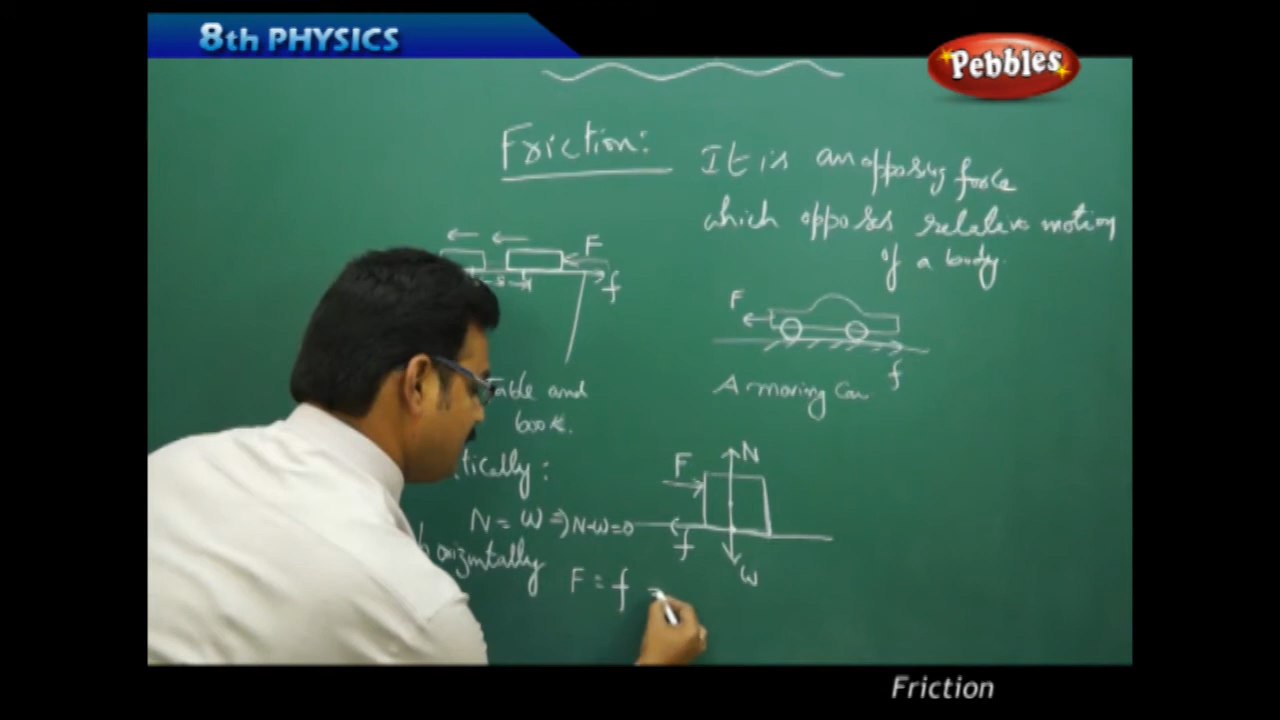 8th PHYSICS
Pebbles
Friction:
It is an opposing force
which opposes relative motion
of a body.
F
f
Table and
book.
F
f
A moving Car
tically:
N = W ⇒ N-W=0
horizontally
F = f =
F
N
f
W
Friction